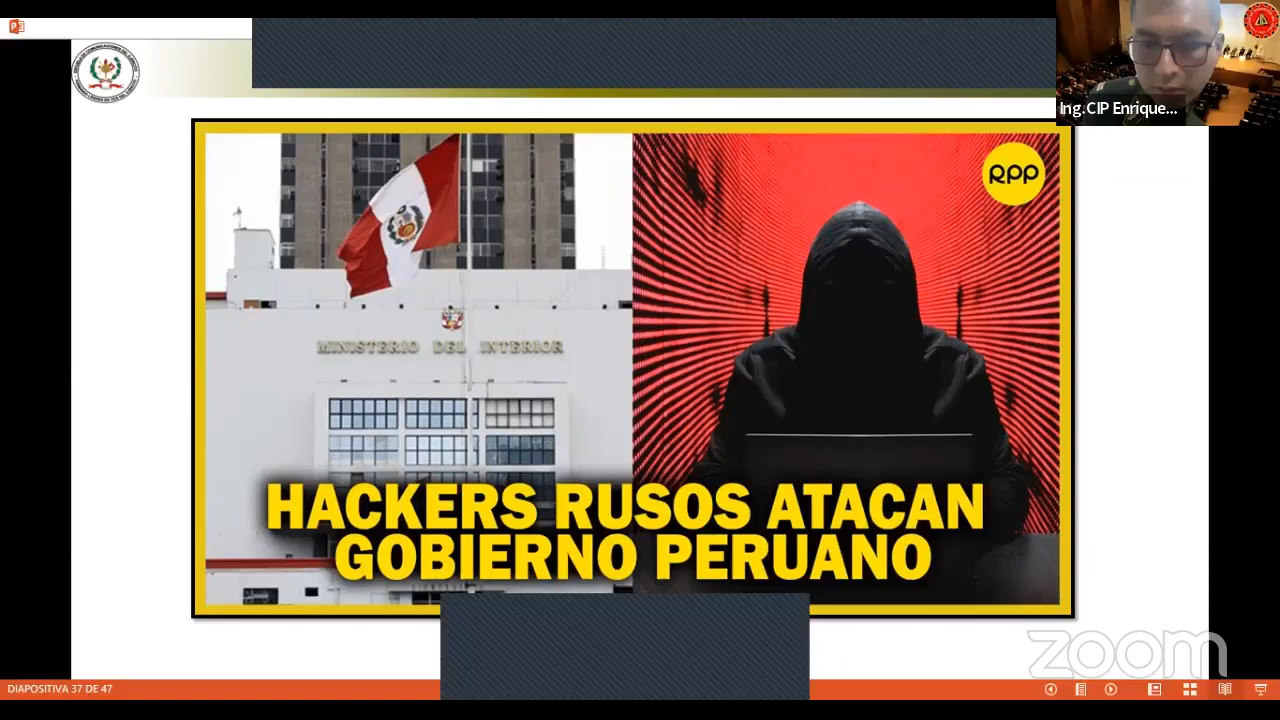 Ing.CIP Enrique...
RPP
MINISTERIO DEL INTERIOR
HACKERS RUSOS ATACAN
GOBIERNO PERUANO
zoom
DIAPOSITIVA 37 DE 47